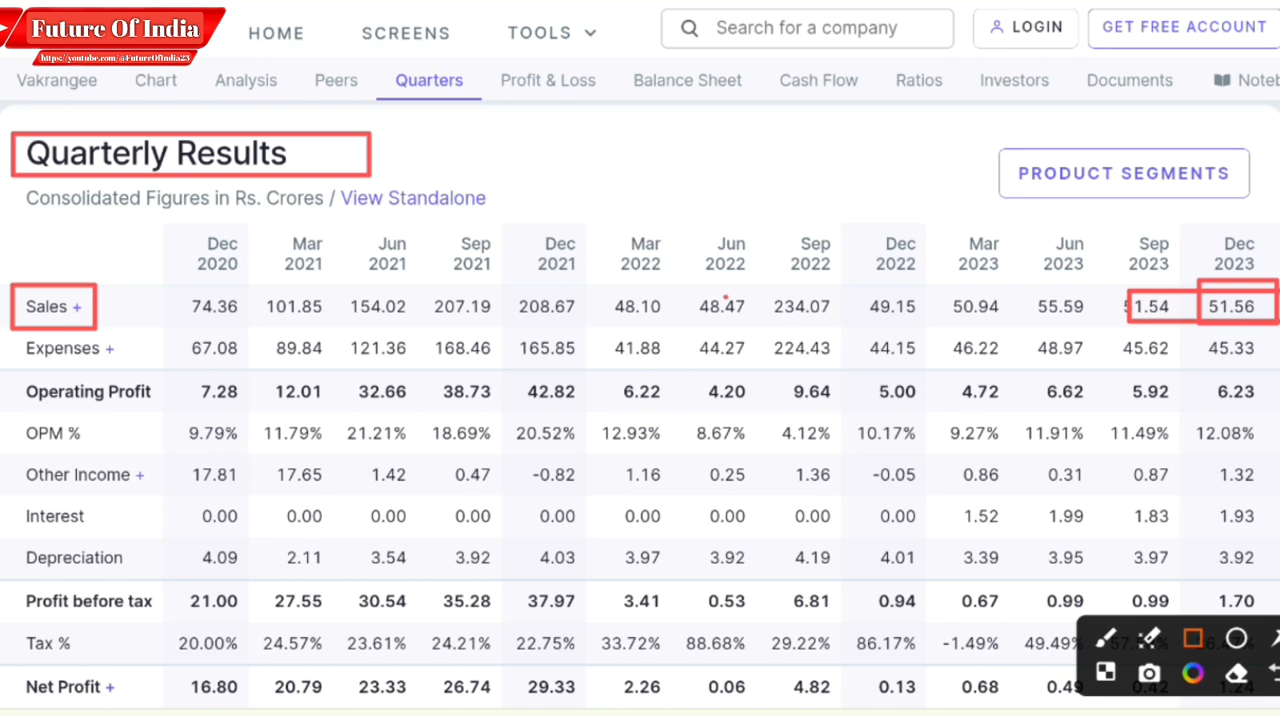 Future Of India
https://youtube.com/@FutureOfIndia23
HOME SCREENS TOOLS Search for a company LOGIN GET FREE ACCOUNT
Vakrangee Chart Analysis Peers Quarters Profit & Loss Balance Sheet Cash Flow Ratios Investors Documents
Quarterly Results
Consolidated Figures in Rs. Crores / View Standalone
PRODUCT SEGMENTS
Dec Mar Jun Sep Dec Mar Jun Sep Dec Mar Jun Sep Dec
2020 2021 2021 2021 2021 2022 2022 2022 2022 2023 2023 2023 2023
Sales + 74.36 101.85 154.02 207.19 208.67 48.10 48.47 234.07 49.15 50.94 55.59 51.54 51.56
Expenses + 67.08 89.84 121.36 168.46 165.85 41.88 44.27 224.43 44.15 46.22 48.97 45.62 45.33
Operating Profit 7.28 12.01 32.66 38.73 42.82 6.22 4.20 9.64 5.00 4.72 6.62 5.92 6.23
OPM % 9.79% 11.79% 21.21% 18.69% 20.52% 12.93% 8.67% 4.12% 10.17% 9.27% 11.91% 11.49% 12.08%
Other Income + 17.81 17.65 1.42 0.47 -0.82 1.16 0.25 1.36 -0.05 0.86 0.31 0.87 1.32
Interest 0.00 0.00 0.00 0.00 0.00 0.00 0.00 0.00 0.00 1.52 1.99 1.83 1.93
Depreciation 4.09 2.11 3.54 3.92 4.03 3.97 3.92 4.19 4.01 3.39 3.95 3.97 3.92
Profit before tax 21.00 27.55 30.54 35.28 37.97 3.41 0.53 6.81 0.94 0.67 0.99 0.99 1.70
Tax % 20.00% 24.57% 23.61% 24.21% 22.75% 33.72% 88.68% 29.22% 86.17% -1.49% 49.49%
Net Profit + 16.80 20.79 23.33 26.74 29.33 2.26 0.06 4.82 0.13 0.68 0.49 0.42 1.24